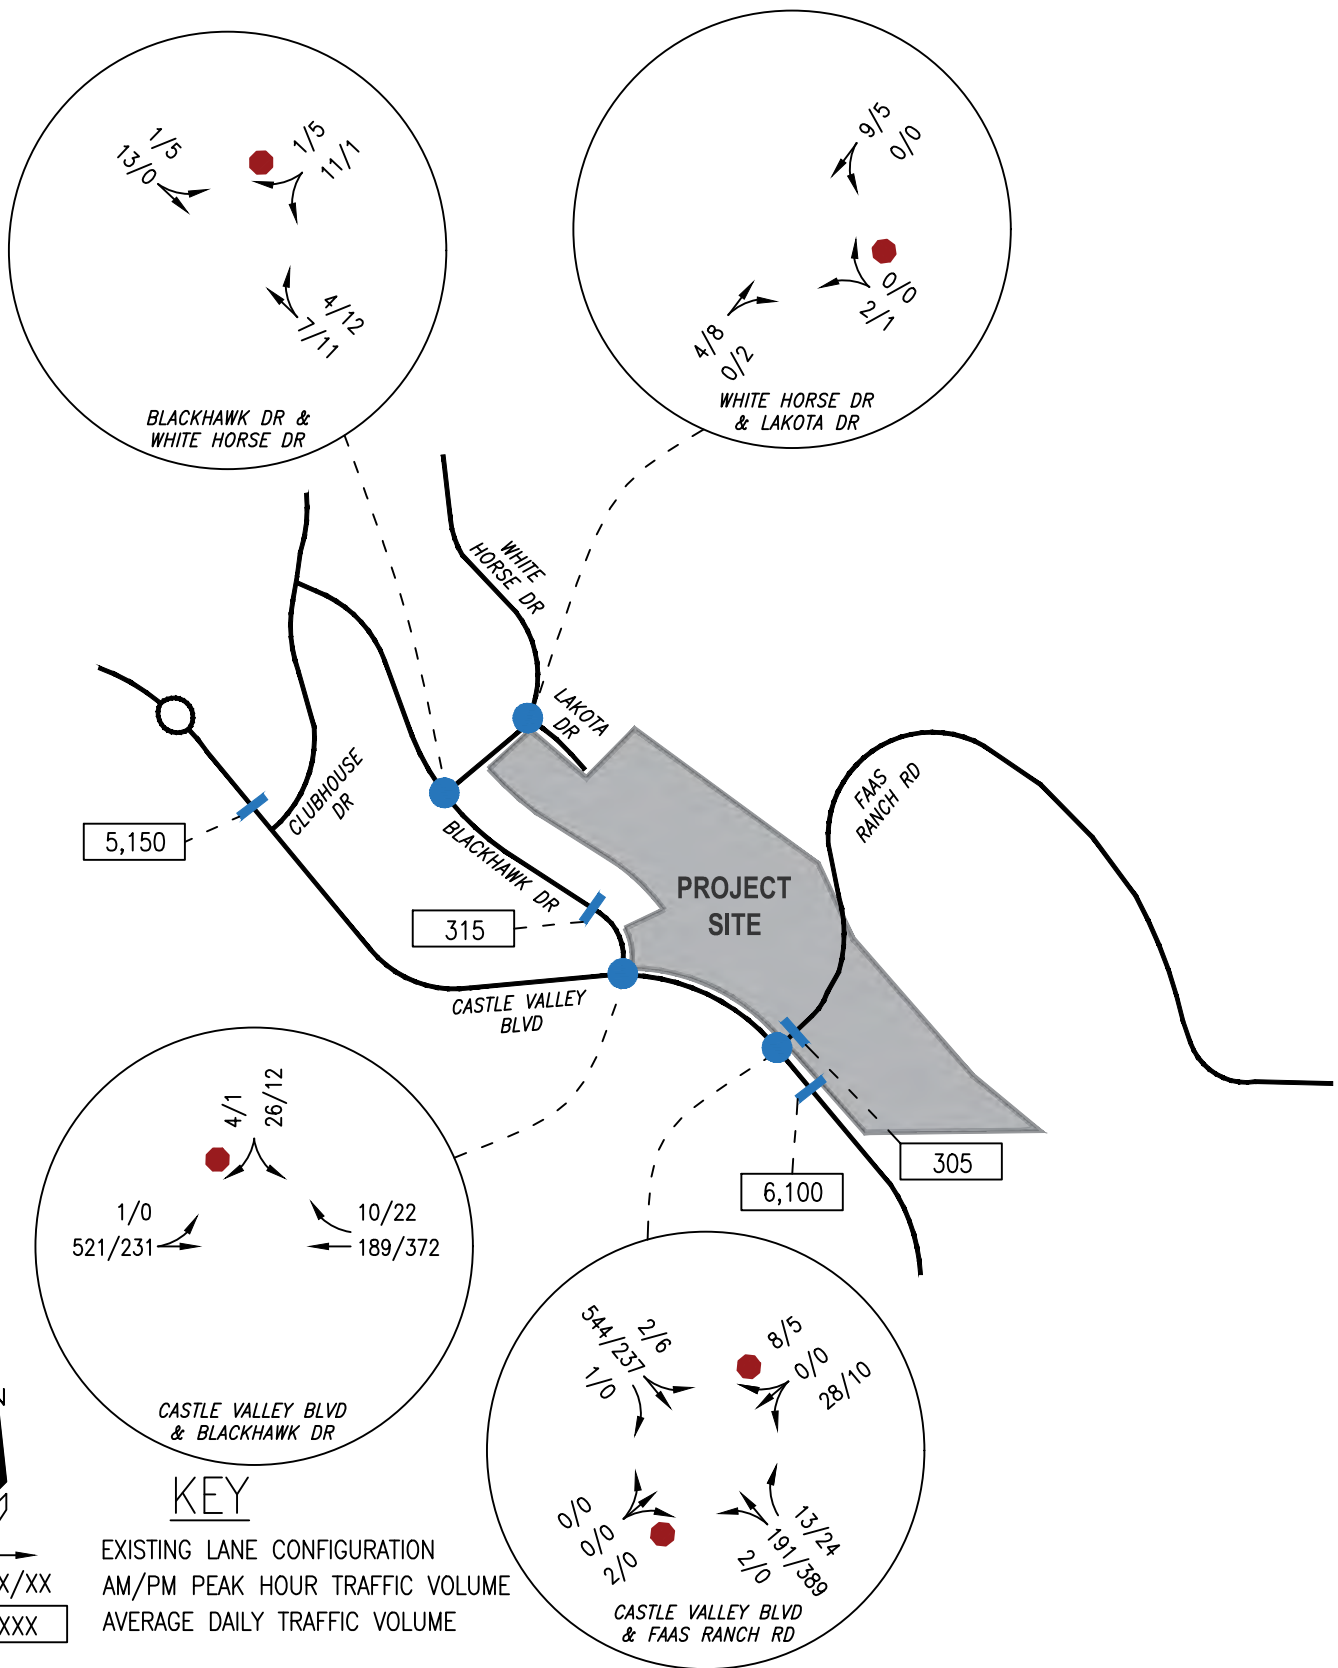 1/5
13/0
1/5
11/1
4/12
7/11
BLACKHAWK DR &
WHITE HORSE DR
9/5
0/0
0/0
2/1
4/8
0/2
WHITE HORSE DR
& LAKOTA DR
WHITE
HORSE DR
LAKOTA
DR
CLUBHOUSE
DR
5,150
BLACKHAWK DR
315
FAAS
RANCH RD
PROJECT
SITE
CASTLE VALLEY
BLVD
305
6,100
4/1
26/12
1/0
521/231
10/22
189/372
CASTLE VALLEY BLVD
& BLACKHAWK DR
2/6
544/237
1/0
8/5
0/0
28/10
0/0
0/0
2/0
13/24
191/389
2/0
CASTLE VALLEY BLVD
& FAAS RANCH RD
KEY
EXISTING LANE CONFIGURATION
X/XX AM/PM PEAK HOUR TRAFFIC VOLUME
XXX AVERAGE DAILY TRAFFIC VOLUME